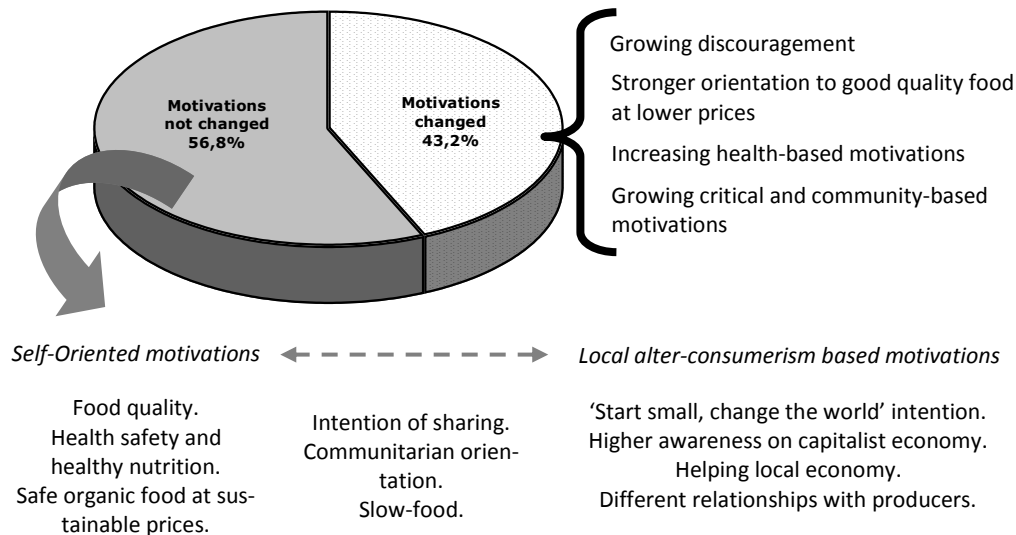 Motivations
not changed
56,8%
Motivations
changed
43,2%
Growing discouragement
Stronger orientation to good quality food
at lower prices
Increasing health-based motivations
Growing critical and community-based
motivations
Self-Oriented motivations
Local alter-consumerism based motivations
Food quality.
Health safety and
healthy nutrition.
Safe organic food at sus-
tainable prices.
Intention of sharing.
Communitarian orien-
tation.
Slow-food.
‘Start small, change the world’ intention.
Higher awareness on capitalist economy.
Helping local economy.
Different relationships with producers.